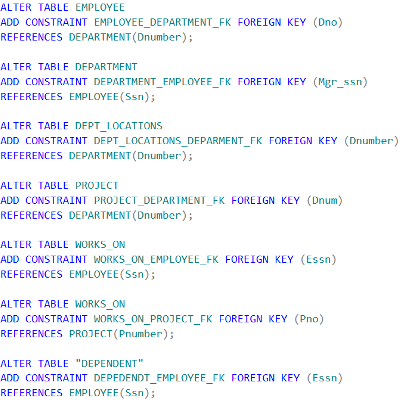 ALTER TABLE EMPLOYEE
ADD CONSTRAINT EMPLOYEE_DEPARTMENT_FK FOREIGN KEY (Dno)
REFERENCES DEPARTMENT(Dnumber);
ALTER TABLE DEPARTMENT
ADD CONSTRAINT DEPARTMENT_EMPLOYEE_FK FOREIGN KEY (Mgr_ssn)
REFERENCES EMPLOYEE(Ssn);
ALTER TABLE DEPT_LOCATIONS
ADD CONSTRAINT DEPT_LOCATIONS_DEPARMENT_FK FOREIGN KEY (Dnumber)
REFERENCES DEPARTMENT(Dnumber);
ALTER TABLE PROJECT
ADD CONSTRAINT PROJECT_DEPARTMENT_FK FOREIGN KEY (Dnum)
REFERENCES DEPARTMENT(Dnumber);
ALTER TABLE WORKS_ON
ADD CONSTRAINT WORKS_ON_EMPLOYEE_FK FOREIGN KEY (Essn)
REFERENCES EMPLOYEE(Ssn);
ALTER TABLE WORKS_ON
ADD CONSTRAINT WORKS_ON_PROJECT_FK FOREIGN KEY (Pno)
REFERENCES PROJECT(Pnumber);
ALTER TABLE "DEPENDENT"
ADD CONSTRAINT DEPEDENDT_EMPLOYEE_FK FOREIGN KEY (Essn)
REFERENCES EMPLOYEE(Ssn);